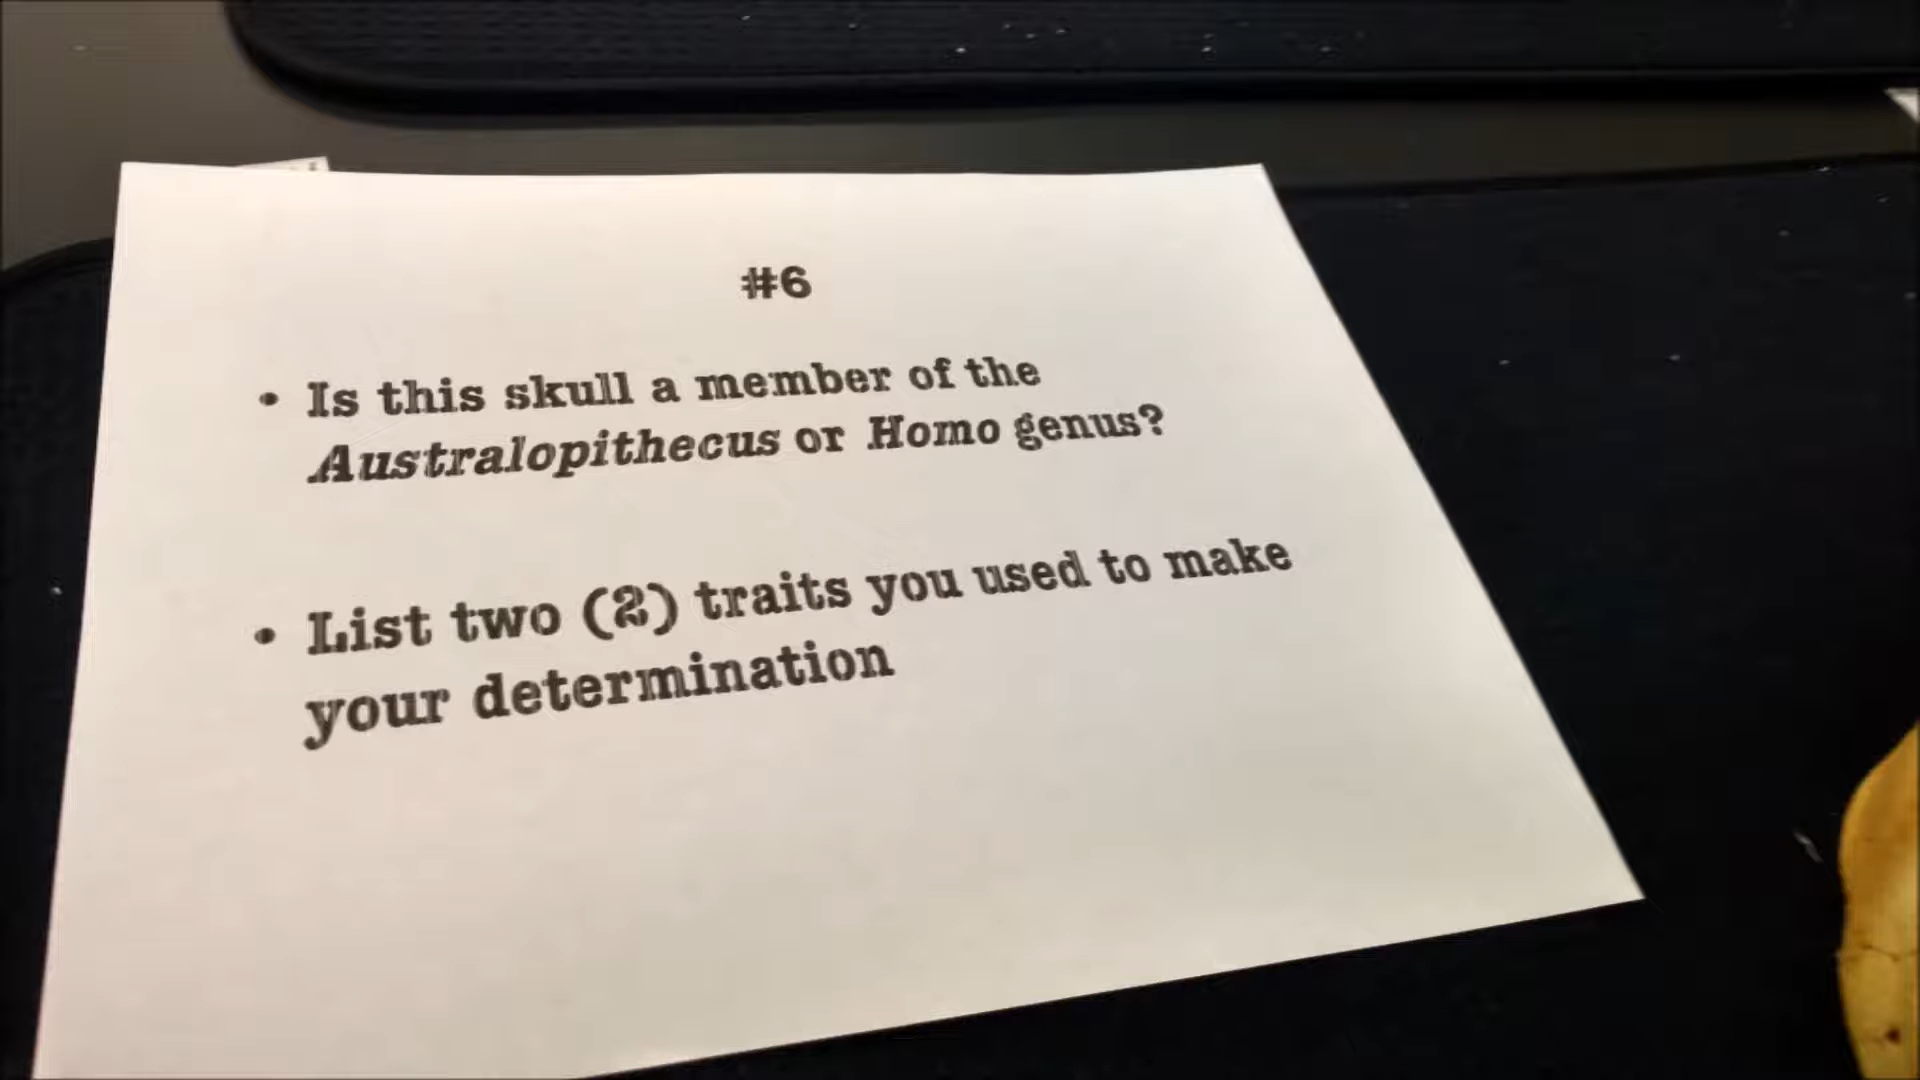 #6
• Is this skull a member of the
Australopithecus or Homo genus?
• List two (2) traits you used to make
your determination